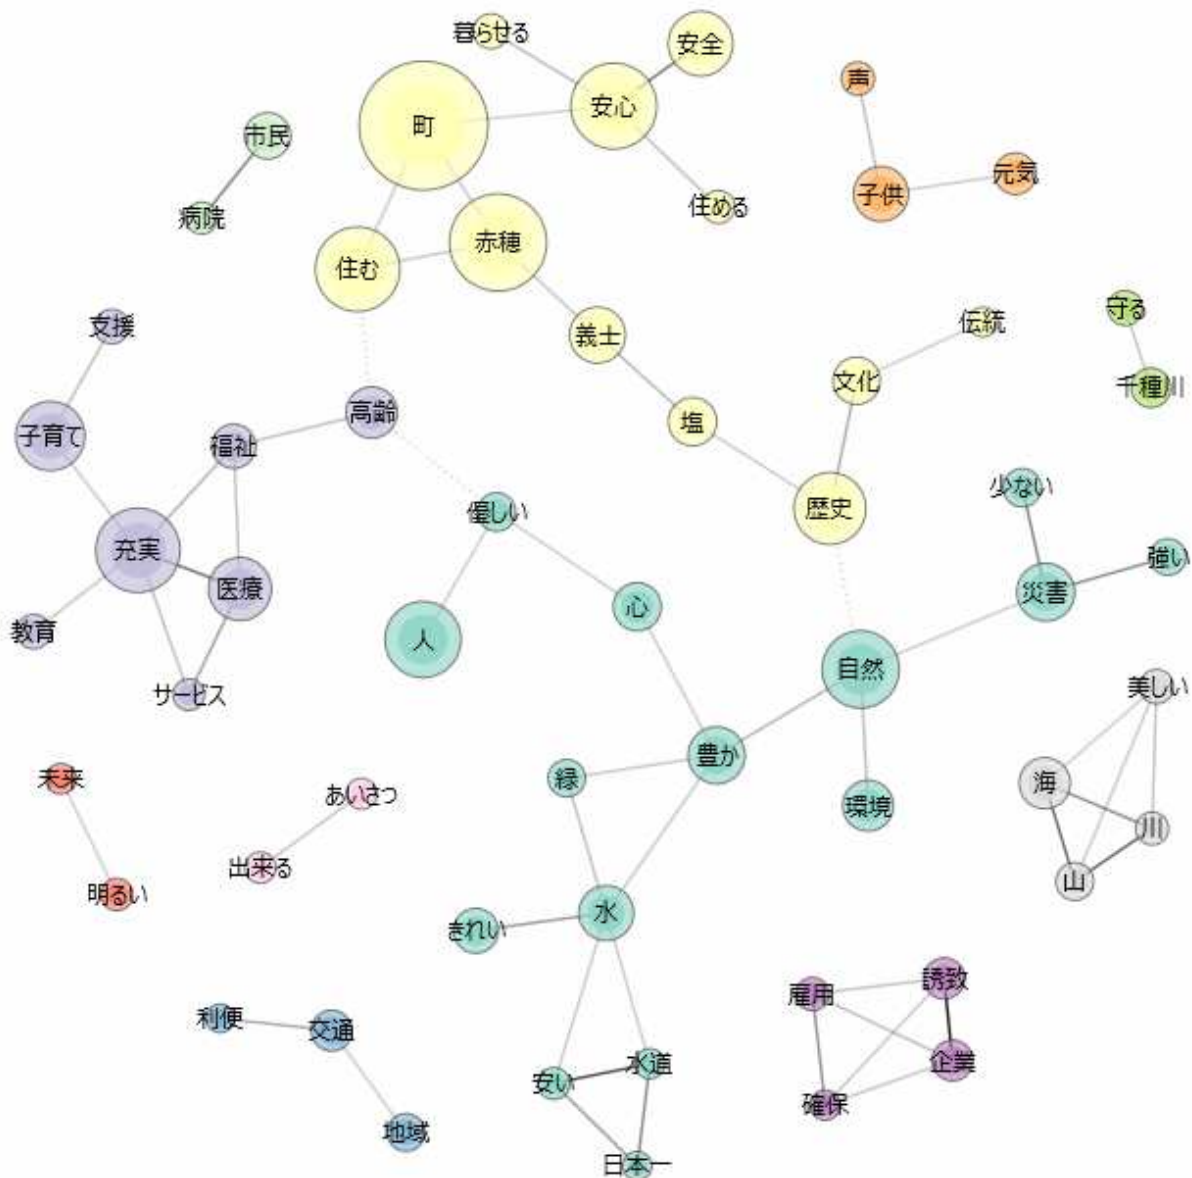 暮らせる
安全
声
安心
町
市民
元気
子供
住める
病院
赤穂
住む
守る
伝統
支援
義士
文化
千種川
高齢
塩
子育て
福祉
少ない
歴史
優しい
充実
強い
医療
災害
心
教育
人
自然
美しい
サービス
豊か
未来
緑
海
あいさつ
環境
川
出来る
山
明るい
水
きれい
誘致
雇用
利便
交通
企業
水道
安い
確保
地域
日本一